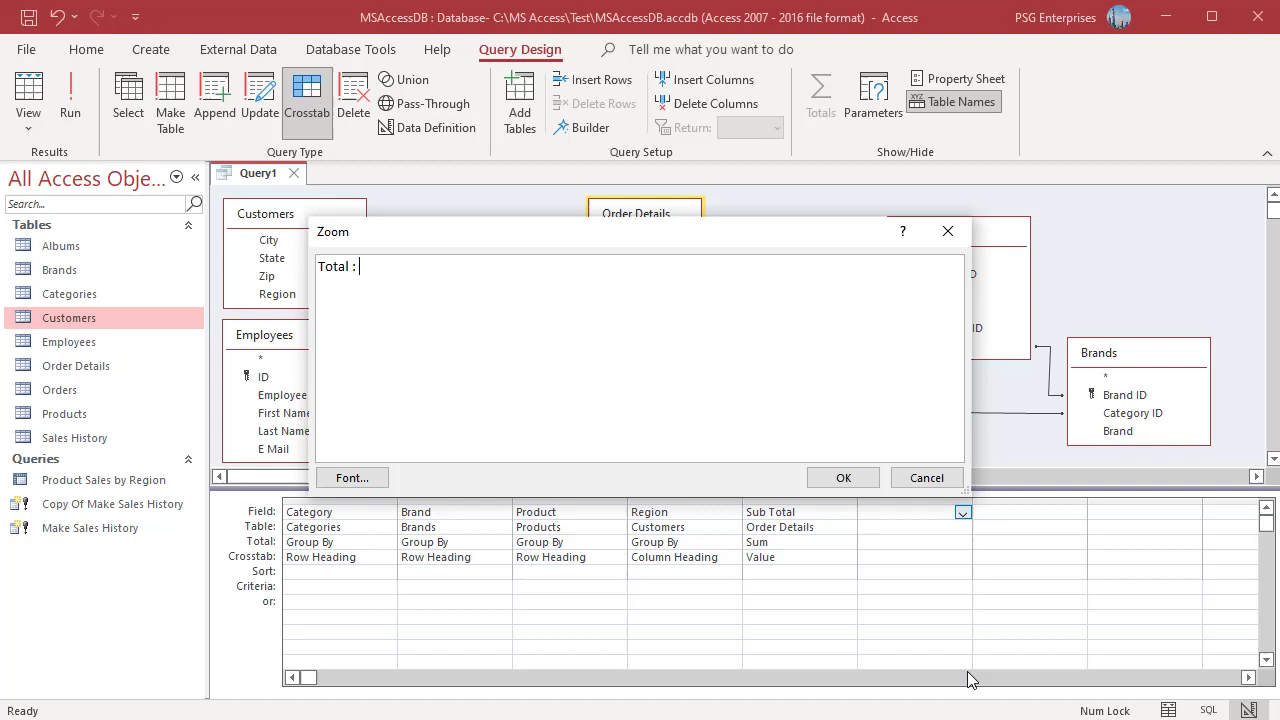 MSAccessDB : Database- C:\MS Access\Test\MSAccessDB.accdb (Access 2007 - 2016 file format) - Access
PSG Enterprises
File Home Create External Data Database Tools Help Query Design Tell me what you want to do
View
Run
Select
Make Table
Append
Update
Crosstab
Delete
Union
Pass-Through
Data Definition
Add Tables
Insert Rows
Delete Rows
Builder
Insert Columns
Delete Columns
Return:
Totals
Parameters
Property Sheet
Table Names
Results
Query Type
Query Setup
Show/Hide
All Access Obje...
Search...
Tables
Albums
Brands
Categories
Customers
Employees
Order Details
Orders
Products
Sales History
Queries
Product Sales by Region
Copy Of Make Sales History
Make Sales History
Query1
Customers
City
State
Zip
Region
Order Details
Employees
*
ID
Employee
First Name
Last Name
E Mail
D
ID
Brands
*
Brand ID
Category ID
Brand
Zoom
?
Total :
Font...
OK
Cancel
Field: Category Brand Product Region Sub Total
Table: Categories Brands Products Customers Order Details
Total: Group By Group By Group By Group By Sum
Crosstab: Row Heading Row Heading Row Heading Column Heading Value
Sort:
Criteria:
or:
Ready
Num Lock
SQL